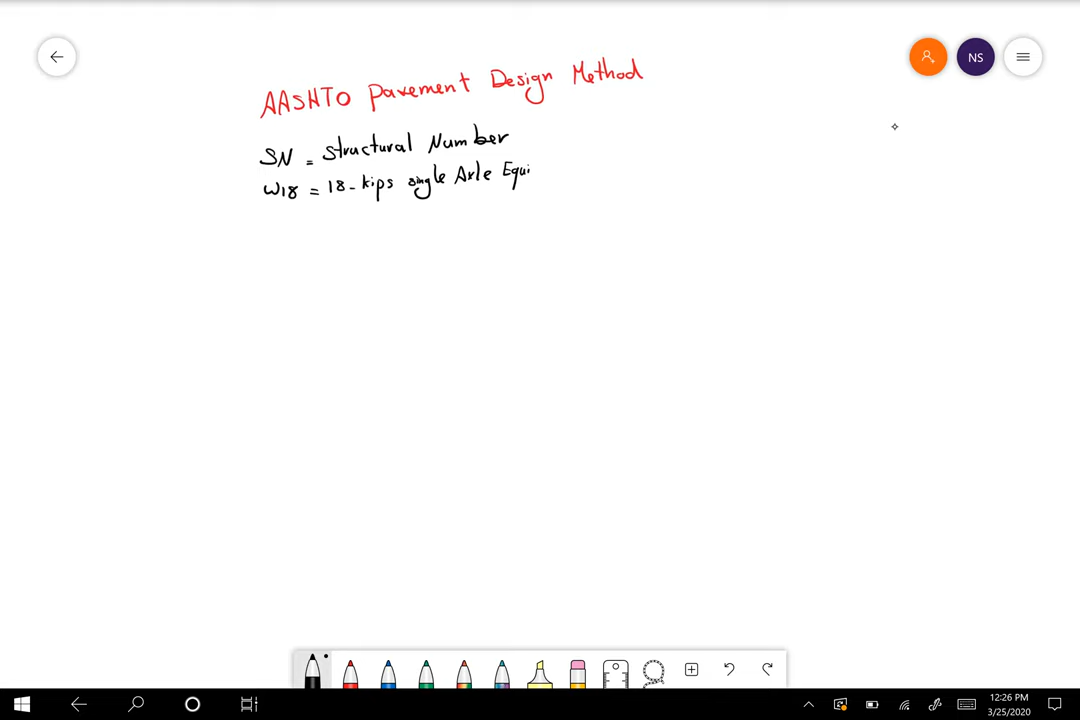 NS
AASHTO Pavement Design Method
SN = Structural Number
W18 = 18-kips single Axle Equi
12:26 PM
3/25/2020